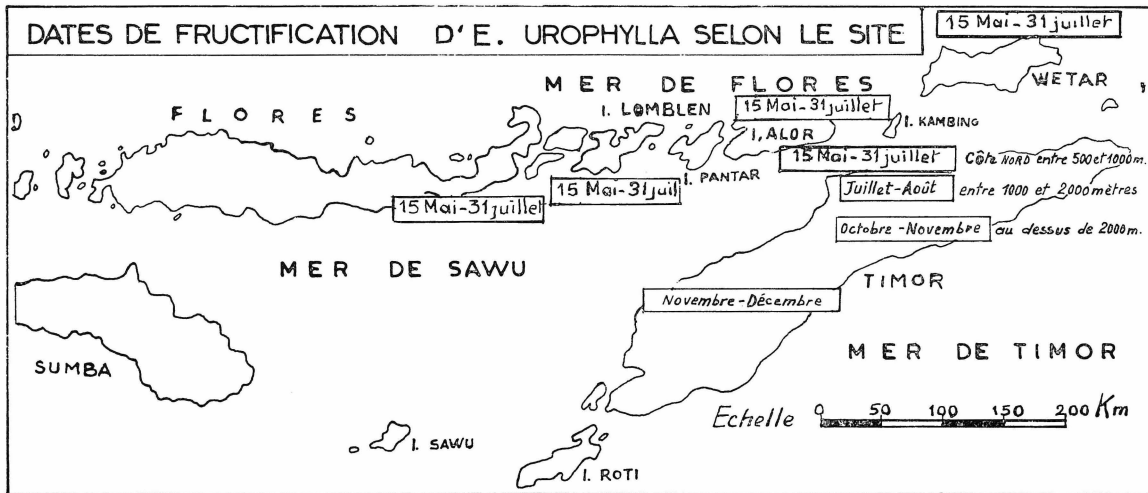 DATES DE FRUCTIFICATION D'E. UROPHYLLA SELON LE SITE
15 Mai-31 juillet
MER DE FLORES
WETAR
FLORES
I. LOMBLEN
15 Mai-31 juillet
I. KAMBING
I. ALOR
15 Mai-31 juillet Côte NORD entre 500 et 1000 m.
I. PANTAR
15 Mai-31 juil
Juillet-Août entre 1000 et 2000 mètres
15 Mai-31 juillet
Octobre-Novembre au dessus de 2000 m.
MER DE SAWU
TIMOR
Novembre-Décembre
MER DE TIMOR
SUMBA
Echelle 0 50 100 150 200 Km
I. SAWU
I. ROTI